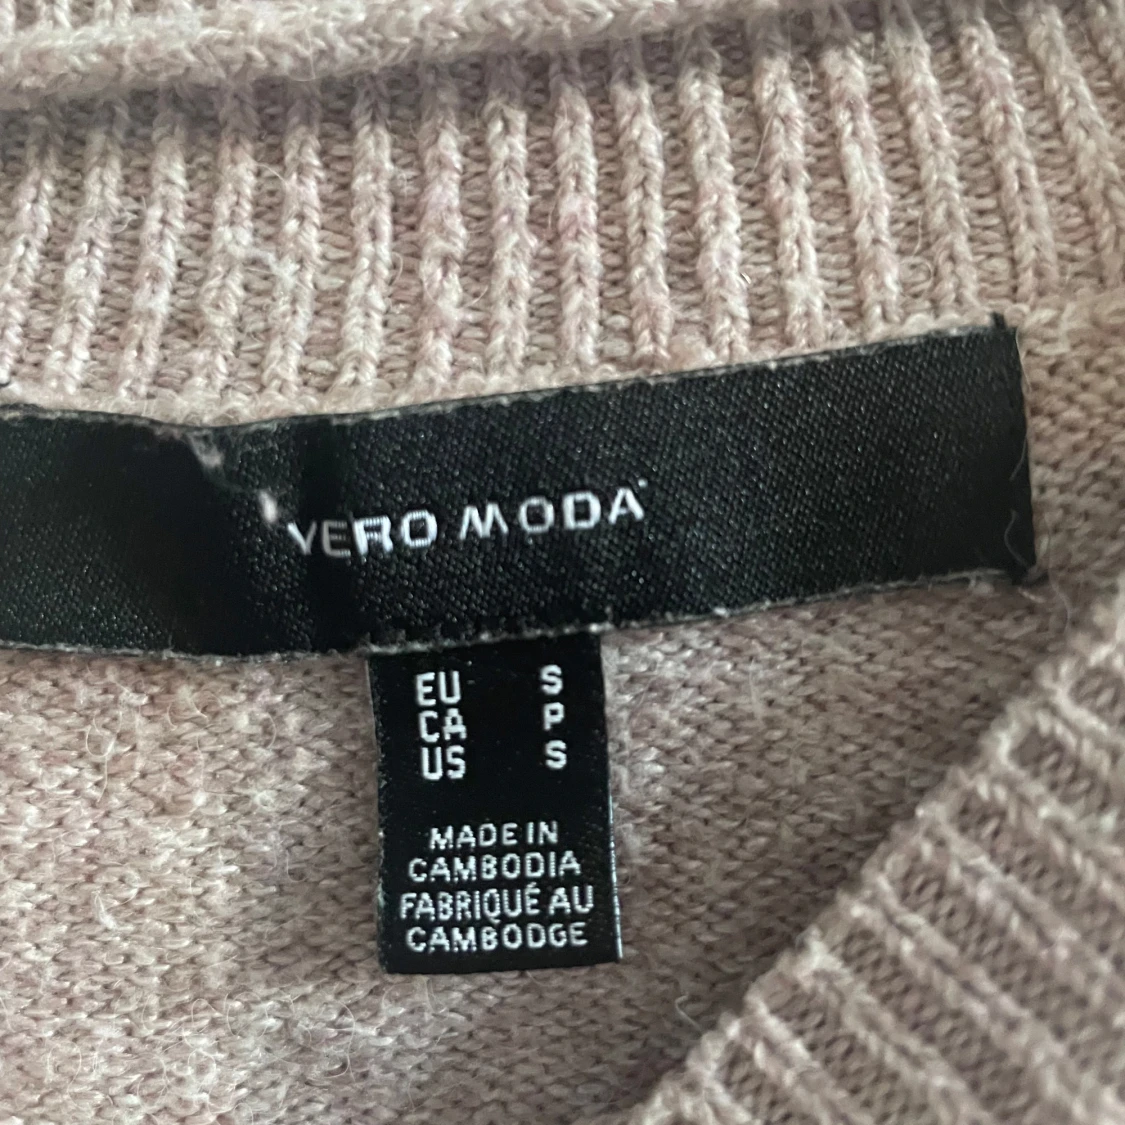 VERO MODA
EU S
CA P
US S
MADE IN
CAMBODIA
FABRIQUÉ AU
CAMBODGE